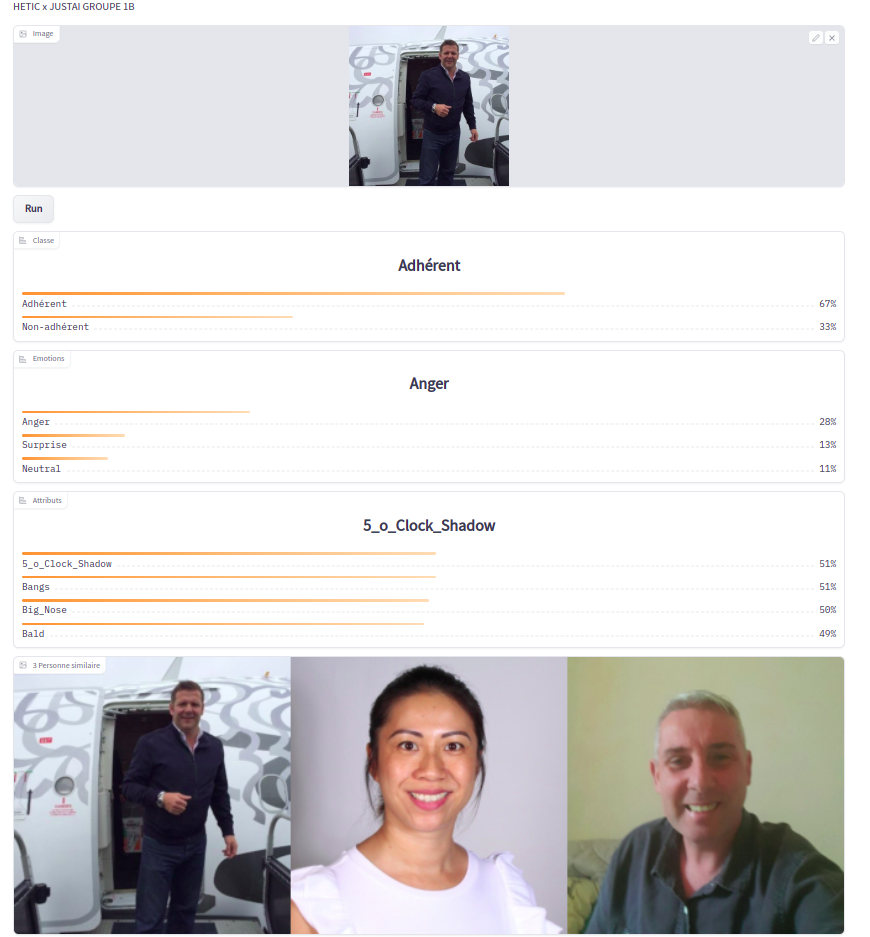 HETIC x JUSTAI GROUPE 1B
Image
Run
Classe
Adhérent
Adhérent 67%
Non-adhérent 33%
Emotions
Anger
Anger 28%
Surprise 13%
Neutral 11%
Attributs
5_o_Clock_Shadow
5_o_Clock_Shadow 51%
Bangs 51%
Big_Nose 50%
Bald 49%
3 Personne similaire